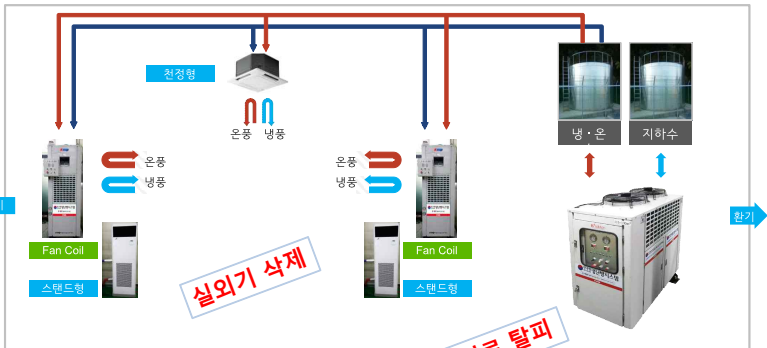 천정형
온풍 냉풍
냉・온
지하수
온풍
냉풍
온풍
냉풍
환기
Fan Coil
Fan Coil
스탠드형
스탠드형
실외기 삭제
탈피